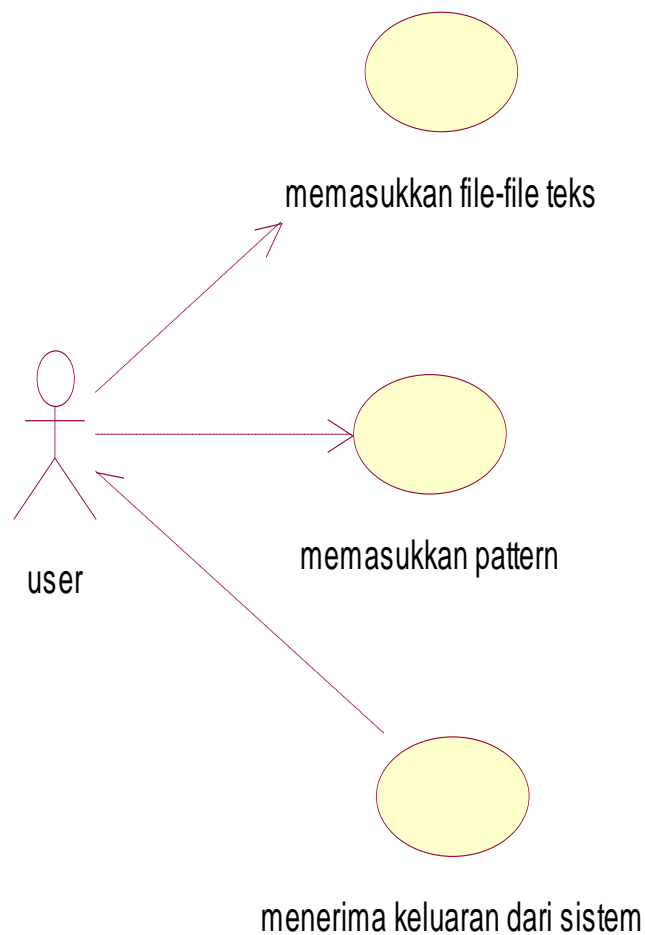 memasukkan file-file teks
memasukkan pattern
user
menerima keluaran dari sistem